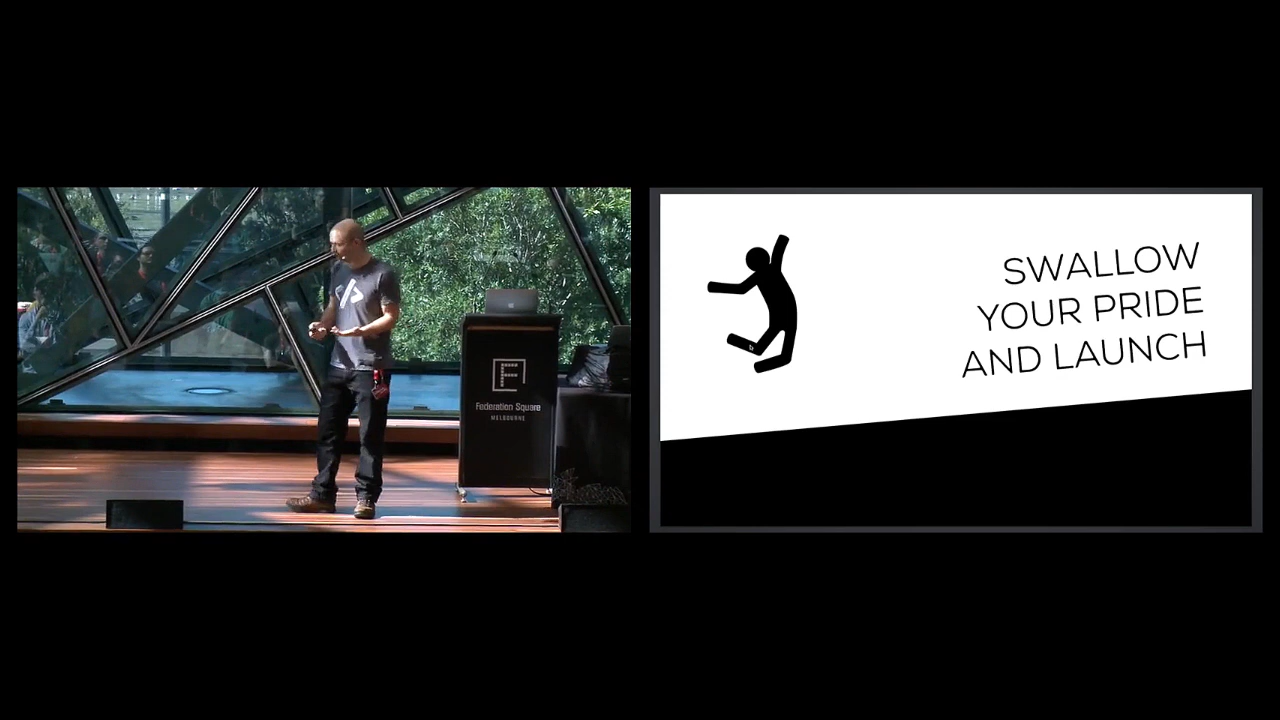 </>
F
Federation Square
MELBOURNE
SWALLOW
YOUR PRIDE
AND LAUNCH